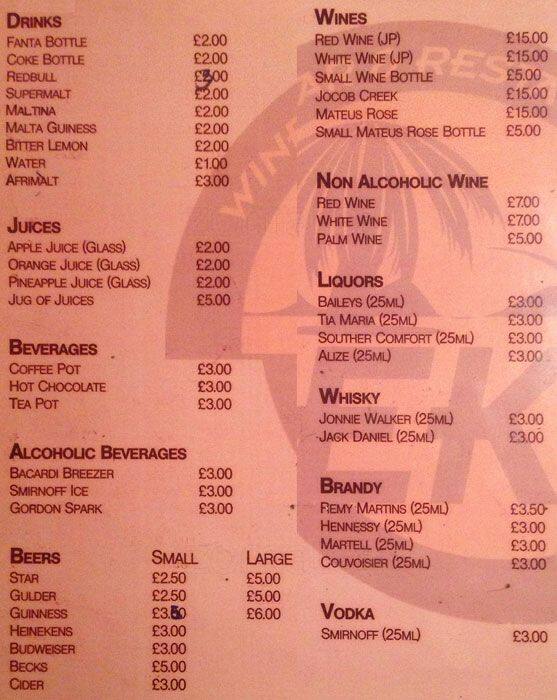 DRINKS
FANTA BOTTLE £2.00
COKE BOTTLE £2.00
REDBULL £3.00
SUPERMALT £2.00
MALTINA £2.00
MALTA GUINESS £2.00
BITTER LEMON £2.00
WATER £1.00
AFRIMALT £3.00
JUICES
APPLE JUICE (GLASS) £2.00
ORANGE JUICE (GLASS) £2.00
PINEAPPLE JUICE (GLASS) £2.00
JUG OF JUICES £5.00
BEVERAGES
COFFEE POT £3.00
HOT CHOCOLATE £3.00
TEA POT £3.00
ALCOHOLIC BEVERAGES
BACARDI BREEZER £3.00
SMIRNOFF ICE £3.00
GORDON SPARK £3.00
BEERS SMALL LARGE
STAR £2.50 £5.00
GULDER £2.50 £5.00
GUINNESS £3.50 £6.00
HEINEKENS £3.00
BUDWEISER £3.00
BECKS £5.00
CIDER £3.00
WINES
RED WINE (JP) £15.00
WHITE WINE (JP) £15.00
SMALL WINE BOTTLE £5.00
JOCOB CREEK £15.00
MATEUS ROSE £15.00
SMALL MATEUS ROSE BOTTLE £5.00
NON ALCOHOLIC WINE
RED WINE £7.00
WHITE WINE £7.00
PALM WINE £5.00
LIQUORS
BAILEYS (25ML) £3.00
TIA MARIA (25ML) £3.00
SOUTHER COMFORT (25ML) £3.00
ALIZE (25ML) £3.00
WHISKY
JONNIE WALKER (25ML) £3.00
JACK DANIEL (25ML) £3.00
BRANDY
REMY MARTINS (25ML) £3.50
HENNESSY (25ML) £3.00
MARTELL (25ML) £3.00
COUVOISIER (25ML) £3.00
VODKA
SMIRNOFF (25ML) £3.00
WINE
RES
EK